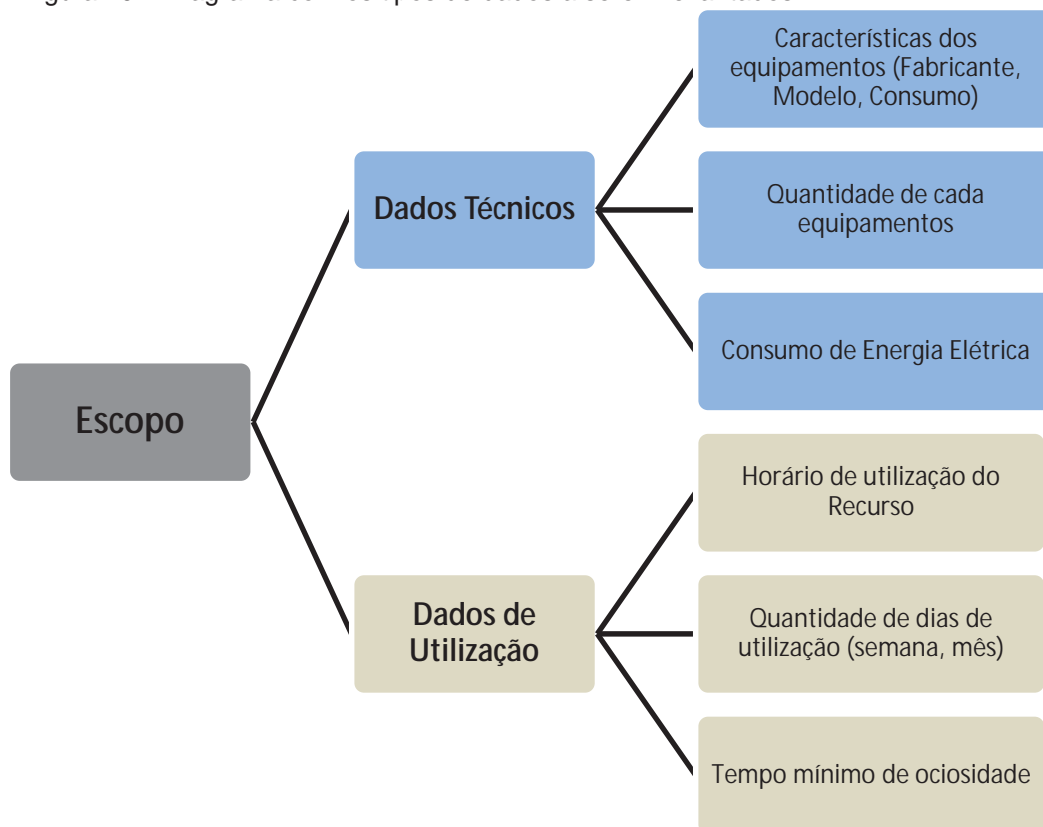 Características dos
equipamentos (Fabricante,
Modelo, Consumo)
Dados Técnicos
Quantidade de cada
equipamentos
Consumo de Energia Elétrica
Escopo
Horário de utilização do
Recurso
Dados de
Utilização
Quantidade de dias de
utilização (semana, mês)
Tempo mínimo de ociosidade